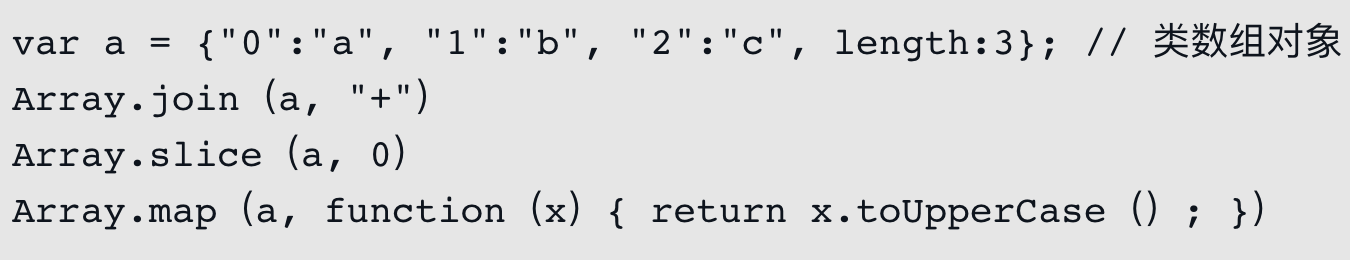 var a = {"0":"a", "1":"b", "2":"c", length:3}; // 类数组对象
Array.join (a, "+")
Array.slice (a, 0)
Array.map (a, function (x) { return x.toUpperCase () ; })